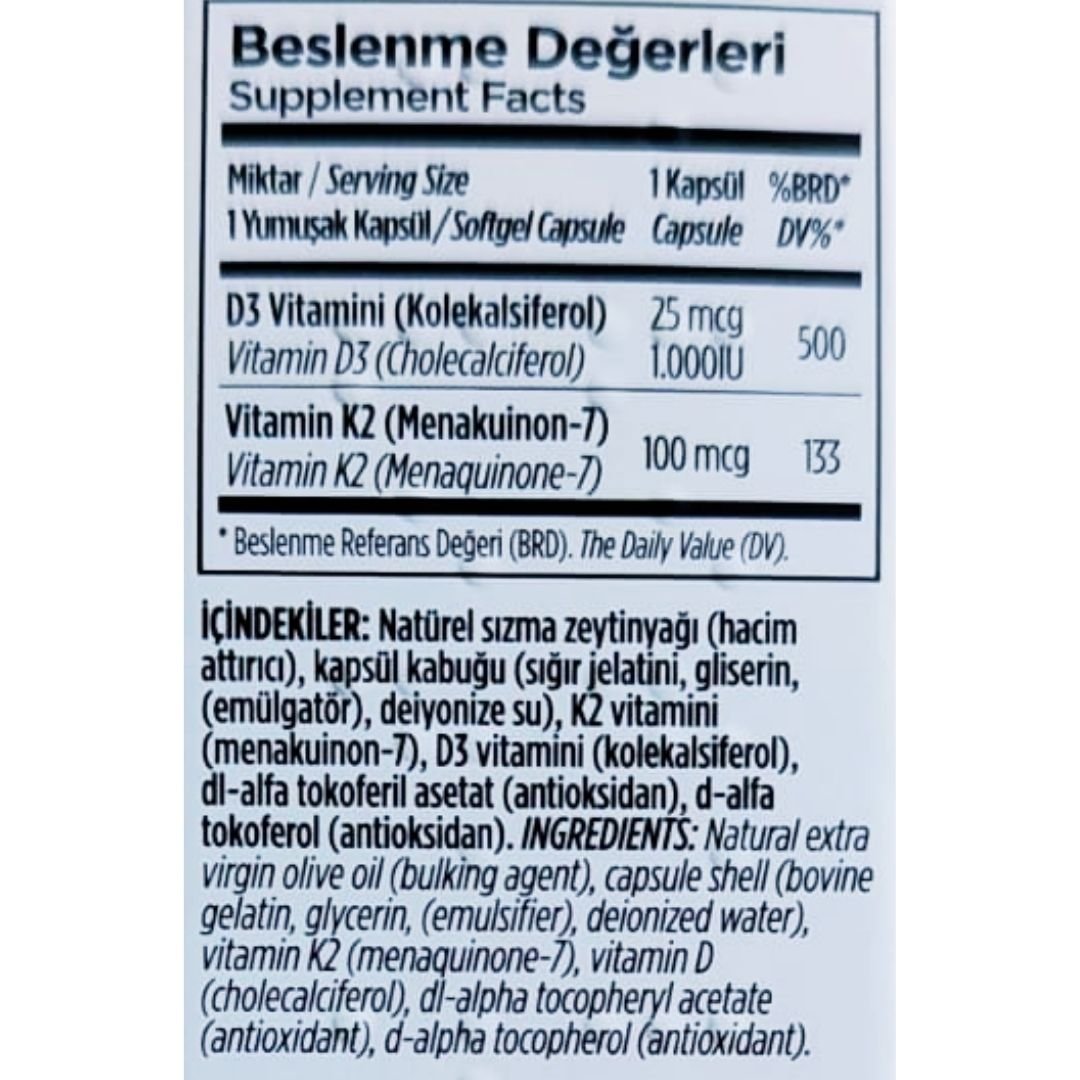 Beslenme Değerleri
Supplement Facts
Miktar / Serving Size 1 Kapsül %BRD*
1 Yumuşak Kapsül / Softgel Capsule Capsule DV%*
D3 Vitamini (Kolekalsiferol) 25 mcg
Vitamin D3 (Cholecalciferol) 1.000IU 500
Vitamin K2 (Menakuinon-7)
Vitamin K2 (Menaquinone-7) 100 mcg 133
* Beslenme Referans Değeri (BRD). The Daily Value (DV).
İÇİNDEKİLER: Natürel sızma zeytinyağı (hacim
attırıcı), kapsül kabuğu (sığır jelatini, gliserin,
(emülgatör), deiyonize su), K2 vitamini
(menakuinon-7), D3 vitamini (kolekalsiferol),
dl-alfa tokoferil asetat (antioksidan), d-alfa
tokoferol (antioksidan). INGREDIENTS: Natural extra
virgin olive oil (bulking agent), capsule shell (bovine
gelatin, glycerin, (emulsifier), deionized water),
vitamin K2 (menaquinone-7), vitamin D
(cholecalciferol), dl-alpha tocopheryl acetate
(antioxidant), d-alpha tocopherol (antioxidant).